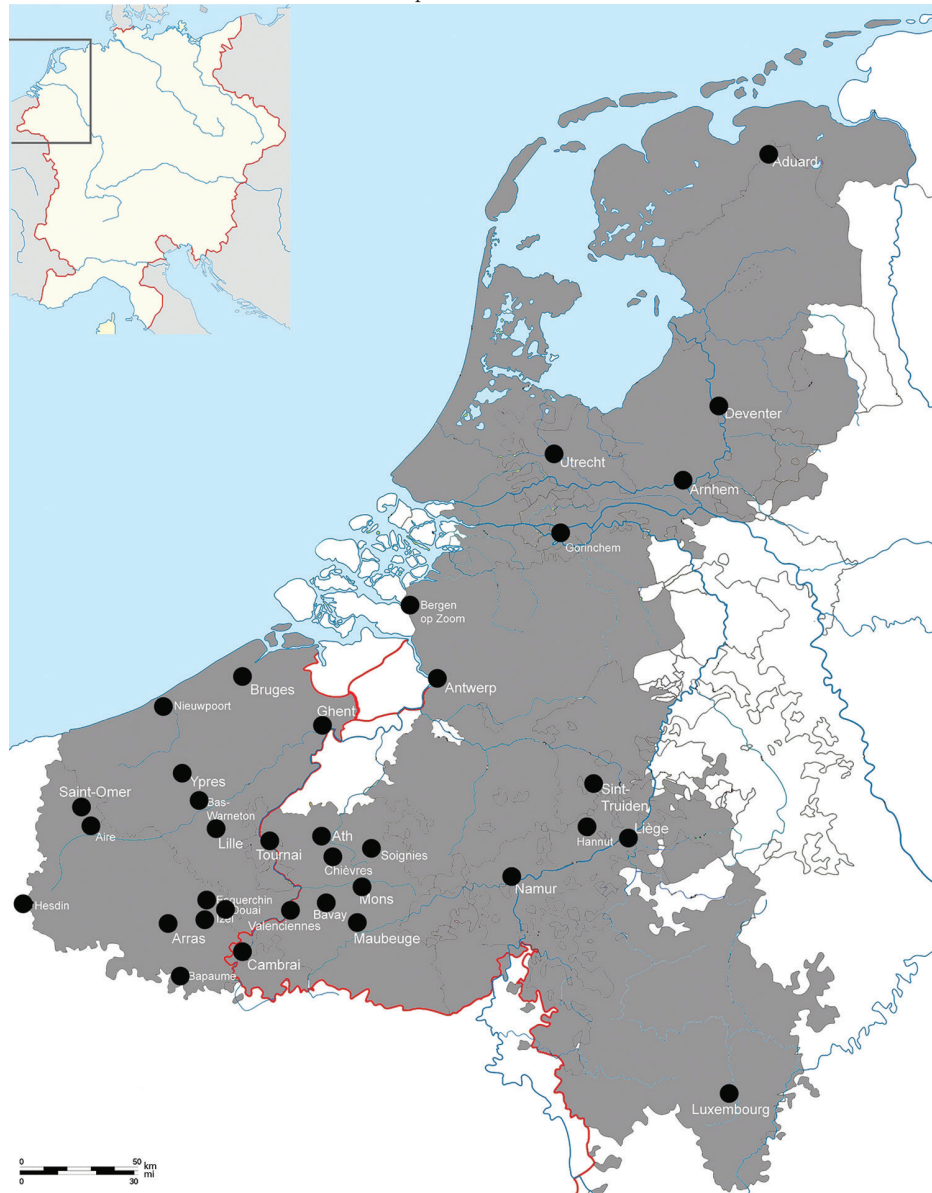 Aduard
Deventer
Utrecht
Arnhem
Gorinchem
Bergen
op Zoom
Bruges
Antwerp
Nieuwpoort
Ghent
Ypres
Sint-
Truiden
Saint-Omer
Bas-
Warneton
Aire
Lille
Ath
Tournai
Soignies
Hannut
Liège
Chièvres
Namur
Mons
Hesdin
Esquerchin
Douai
Izel
Bavay
Valenciennes
Arras
Maubeuge
Cambrai
Bapaume
Luxembourg
0 50 km
0 30 mi